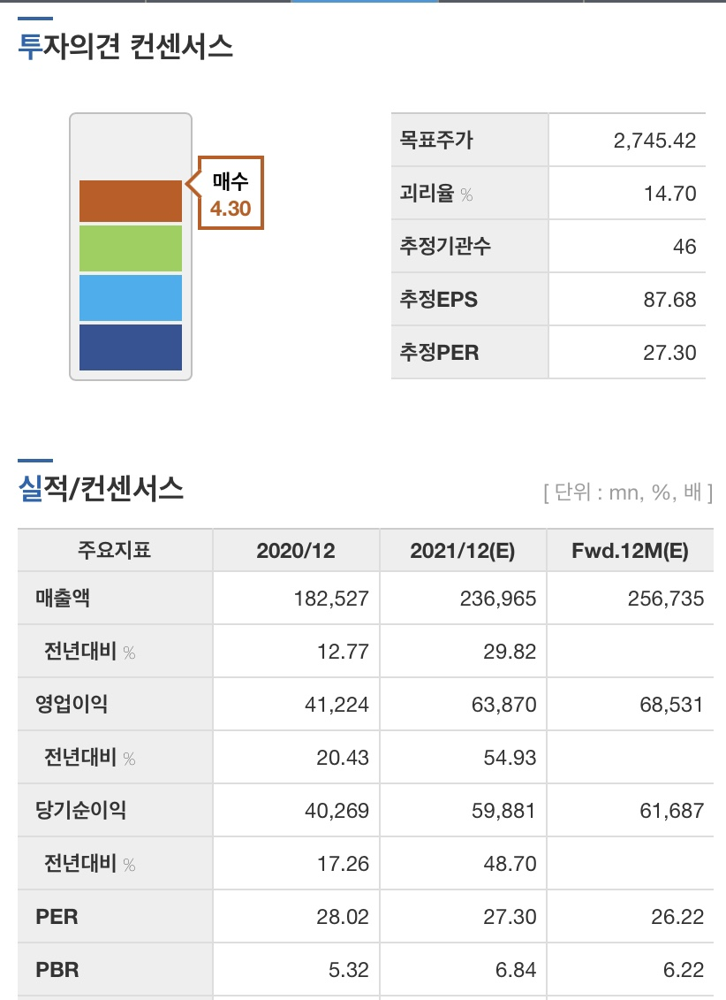 투자의견 컨센서스
매수
4.30
목표주가 2,745.42
괴리율 % 14.70
추정기관수 46
추정EPS 87.68
추정PER 27.30
실적/컨센서스 [ 단위 : mn, %, 배 ]
주요지표 2020/12 2021/12(E) Fwd.12M(E)
매출액 182,527 236,965 256,735
전년대비 % 12.77 29.82
영업이익 41,224 63,870 68,531
전년대비 % 20.43 54.93
당기순이익 40,269 59,881 61,687
전년대비 % 17.26 48.70
PER 28.02 27.30 26.22
PBR 5.32 6.84 6.22